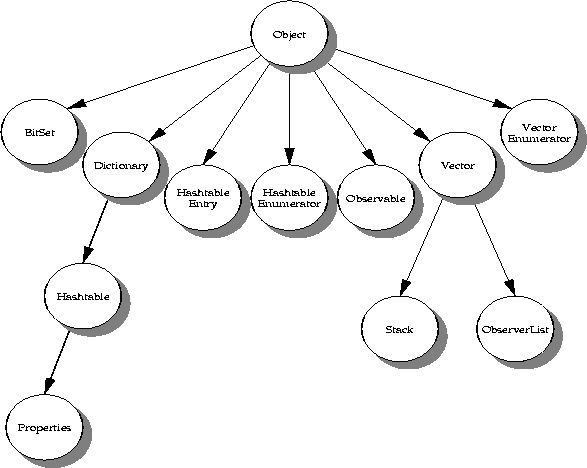 Object
BitSet
Dictionary
Hashtable
Entry
Hashtable
Enumerator
Observable
Vector
Vector
Enumerator
Hashtable
Stack
ObserverList
Properties